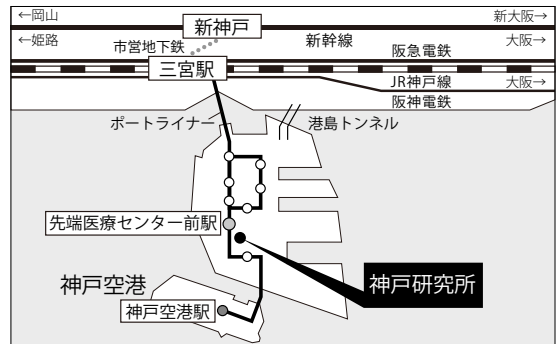 ←岡山
新大阪→
新神戸
←姫路
新幹線
大阪→
市営地下鉄
阪急電鉄
三宮駅
JR神戸線
大阪→
阪神電鉄
ポートライナー
港島トンネル
先端医療センター前駅
神戸空港
神戸研究所
神戸空港駅